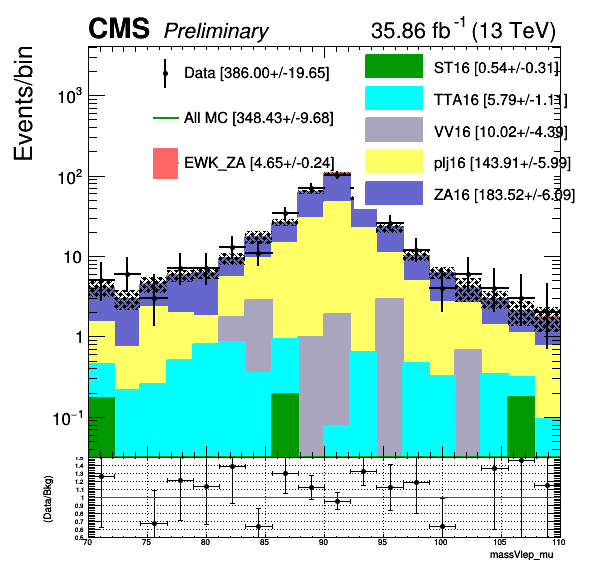 CMS Preliminary 35.86 fb⁻¹ (13 TeV)
Events/bin
10³
10²
10
1
10⁻¹
Data [386.00+/-19.65]
All MC [348.43+/-9.68]
EWK_ZA [4.65+/-0.24]
ST16 [0.54+/-0.31]
TTA16 [5.79+/-1.11]
VV16 [10.02+/-4.39]
plj16 [143.91+/-5.99]
ZA16 [183.52+/-6.09]
(Data/Bkg)
1.5
1.4
1.3
1.2
1.1
1
0.9
0.8
0.7
0.6
0.5
70 75 80 85 90 95 100 105 110
massVlep_mu